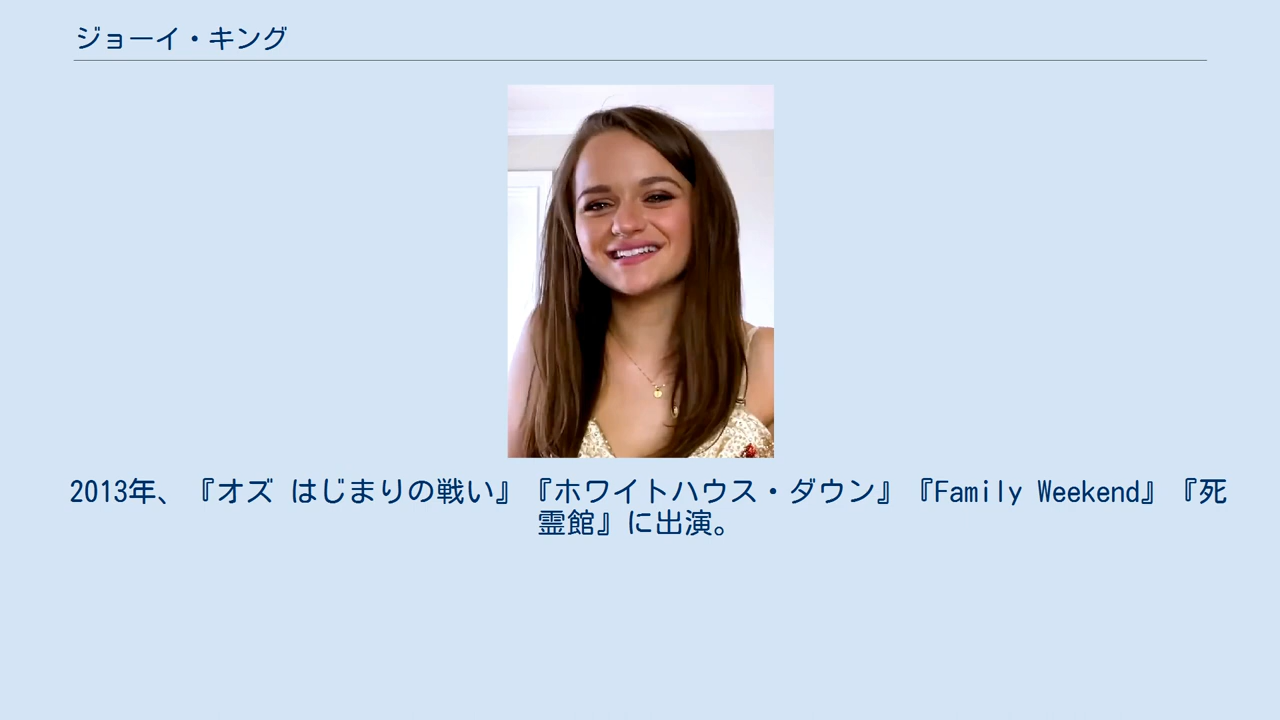 ジョーイ・キング
2013年、『オズ はじまりの戦い』『ホワイトハウス・ダウン』『Family Weekend』『死
霊館』に出演。